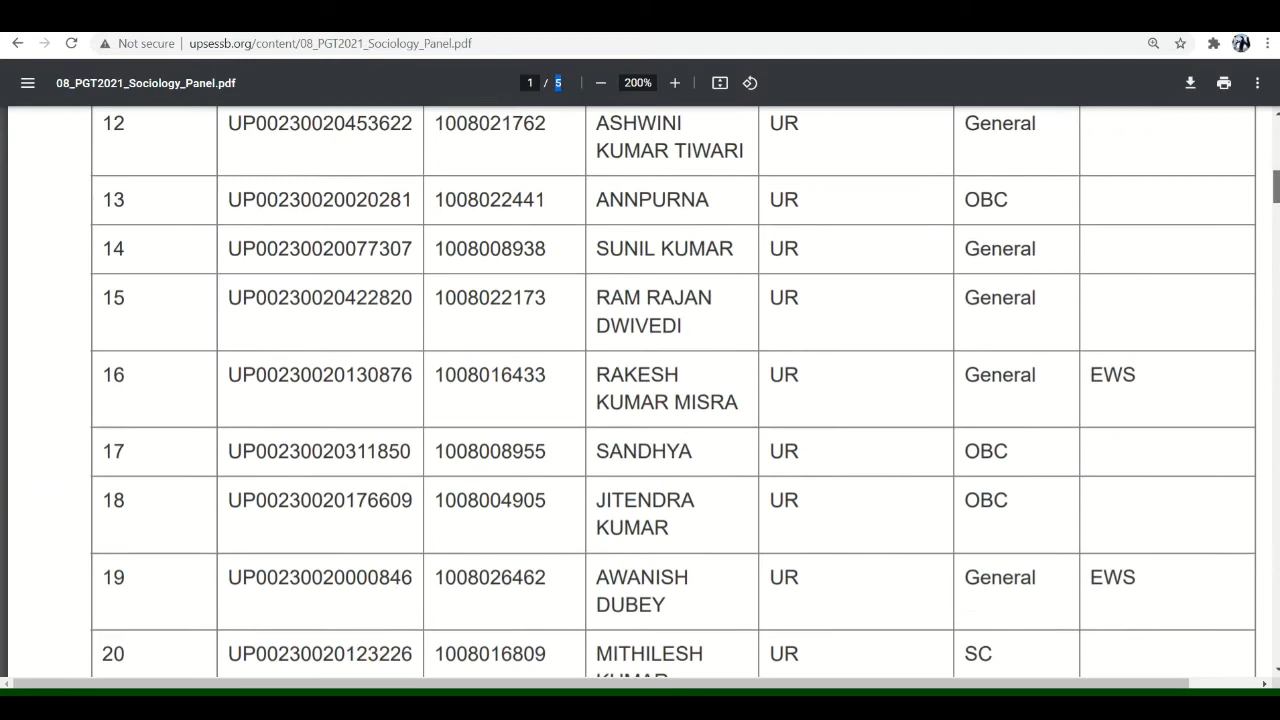 Not secure upsessb.org/content/08_PGT2021_Sociology_Panel.pdf
08_PGT2021_Sociology_Panel.pdf 1 / 5 200%
12 UP00230020453622 1008021762 ASHWINI UR General
KUMAR TIWARI
13 UP00230020020281 1008022441 ANNPURNA UR OBC
14 UP00230020077307 1008008938 SUNIL KUMAR UR General
15 UP00230020422820 1008022173 RAM RAJAN UR General
DWIVEDI
16 UP00230020130876 1008016433 RAKESH UR General EWS
KUMAR MISRA
17 UP00230020311850 1008008955 SANDHYA UR OBC
18 UP00230020176609 1008004905 JITENDRA UR OBC
KUMAR
19 UP00230020000846 1008026462 AWANISH UR General EWS
DUBEY
20 UP00230020123226 1008016809 MITHILESH UR SC